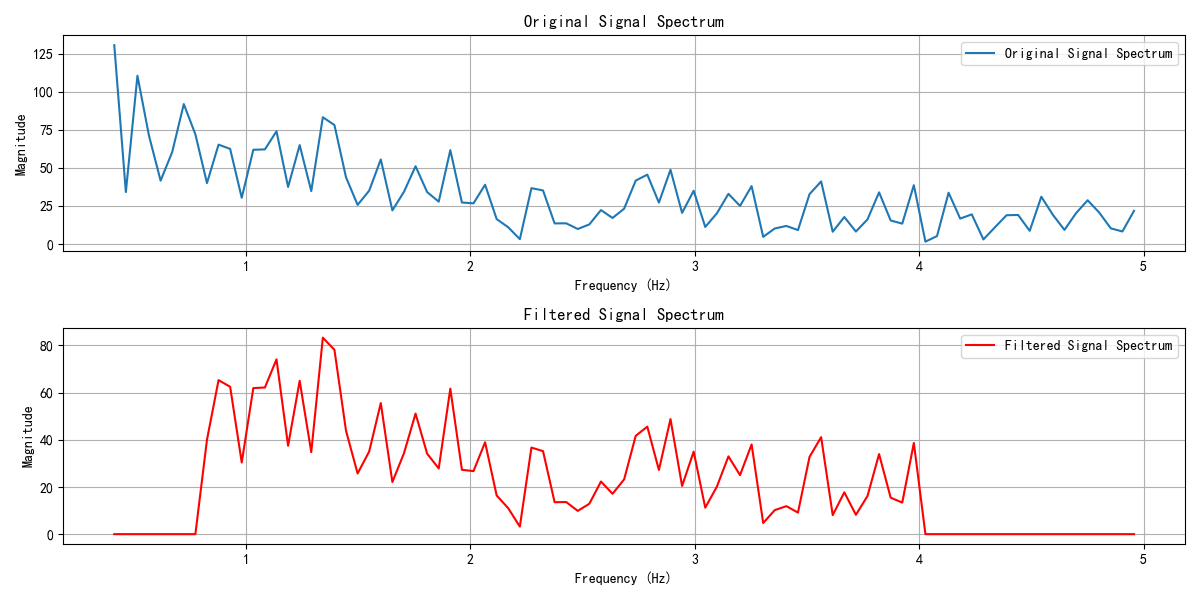 Original Signal Spectrum
Original Signal Spectrum
Magnitude
125
100
75
50
25
0
1 2 3 4 5
Frequency (Hz)
Filtered Signal Spectrum
Filtered Signal Spectrum
Magnitude
80
60
40
20
0
1 2 3 4 5
Frequency (Hz)